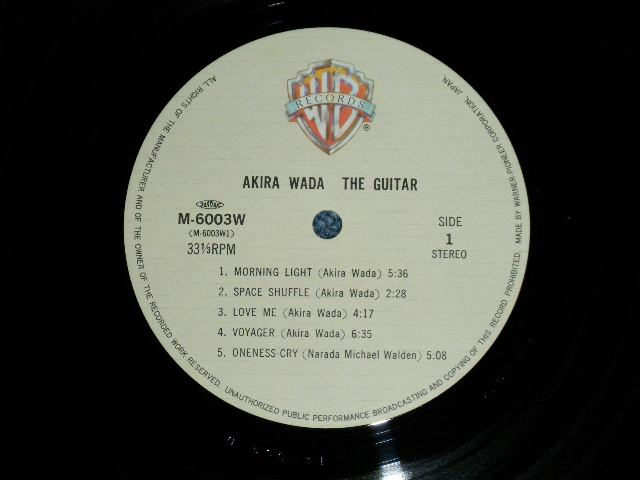 WB
RECORDS
®
AKIRA WADA THE GUITAR
JASRAC
M-6003W
(M-6003W1)
33⅓RPM
SIDE
1
STEREO
1. MORNING LIGHT (Akira Wada) 5:36
2. SPACE SHUFFLE (Akira Wada) 2:28
3. LOVE ME (Akira Wada) 4:17
4. VOYAGER (Akira Wada) 6:35
5. ONENESS-CRY (Narada Michael Walden) 5:08
ALL RIGHTS OF THE MANUFACTURER AND OF THE OWNER OF THE RECORDED WORK RESERVED. UNAUTHORIZED PUBLIC PERFORMANCE BROADCASTING AND COPYING OF THIS RECORD PROHIBITED. MADE BY WARNER-PIONEER CORPORATION, JAPAN.